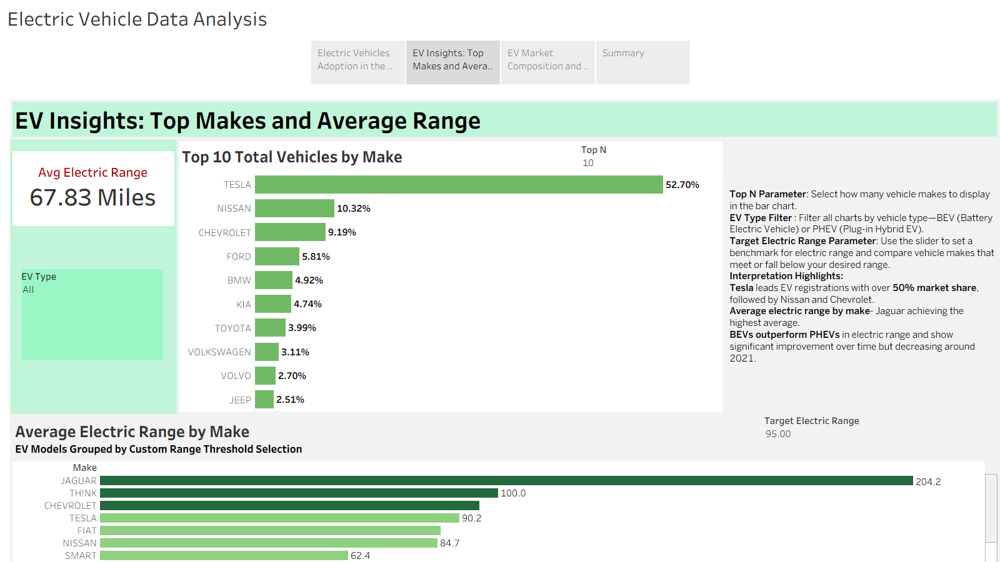 Electric Vehicle Data Analysis
Electric Vehicles
Adoption in the ..
EV Insights: Top
Makes and Avera..
EV Market
Composition and ..
Summary
EV Insights: Top Makes and Average Range
Avg Electric Range
67.83 Miles
EV Type
All
Top 10 Total Vehicles by Make
Top N
10
TESLA 52.70%
NISSAN 10.32%
CHEVROLET 9.19%
FORD 5.81%
BMW 4.92%
KIA 4.74%
TOYOTA 3.99%
VOLKSWAGEN 3.11%
VOLVO 2.70%
JEEP 2.51%
Top N Parameter: Select how many vehicle makes to display
in the bar chart.
EV Type Filter : Filter all charts by vehicle type—BEV (Battery
Electric Vehicle) or PHEV (Plug-in Hybrid EV).
Target Electric Range Parameter: Use the slider to set a
benchmark for electric range and compare vehicle makes that
meet or fall below your desired range.
Interpretation Highlights:
Tesla leads EV registrations with over 50% market share,
followed by Nissan and Chevrolet.
Average electric range by make- Jaguar achieving the
highest average.
BEVs outperform PHEVs in electric range and show
significant improvement over time but decreasing around
2021.
Average Electric Range by Make
EV Models Grouped by Custom Range Threshold Selection
Target Electric Range
95.00
Make
JAGUAR 204.2
TH!NK 100.0
CHEVROLET
TESLA 90.2
FIAT
NISSAN 84.7
SMART 62.4